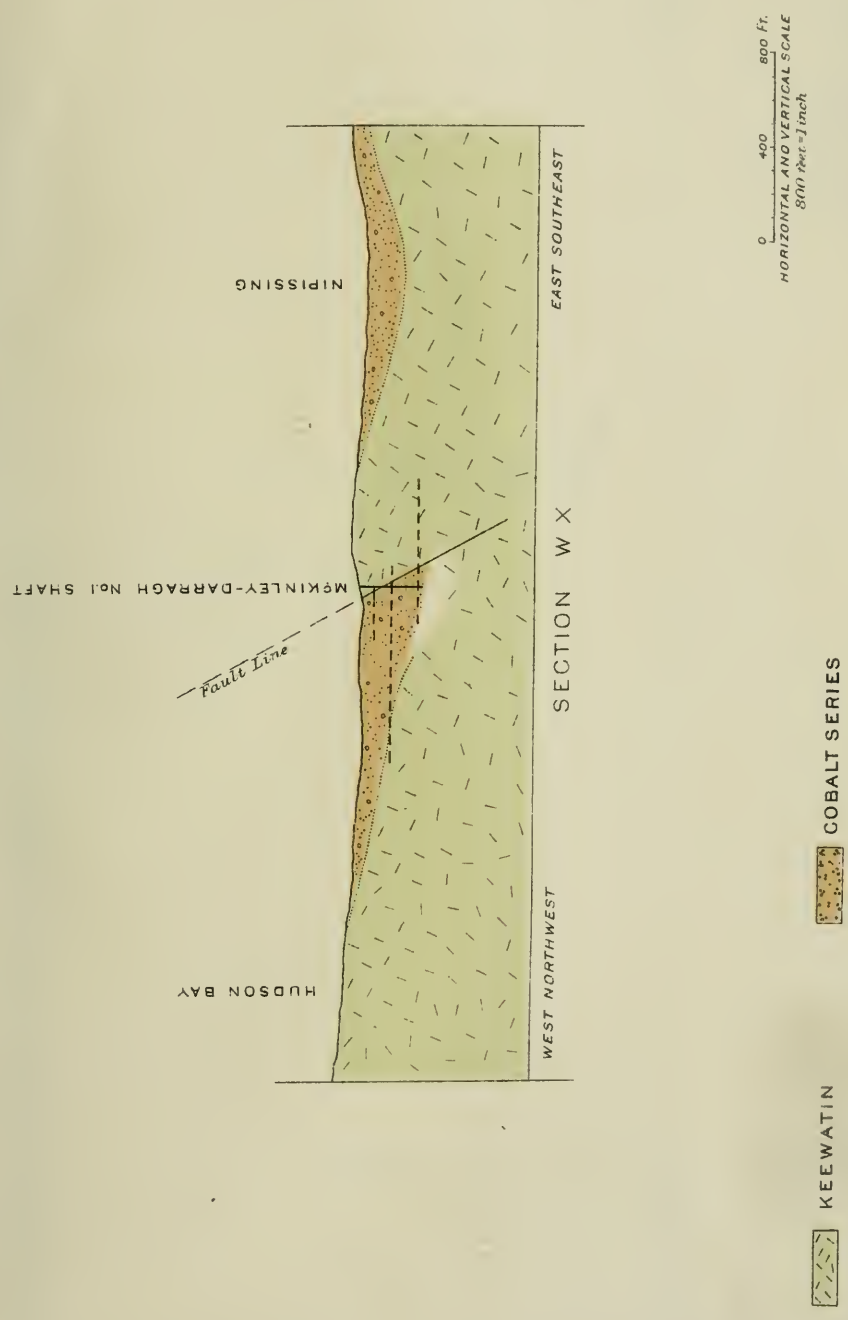 HUDSON BAY
MCKINLEY-DARRAGH No.1 SHAFT
NIPISSING
Fault Line
WEST NORTHWEST
EAST SOUTHEAST
SECTION W X
0 400 800 Ft.
HORIZONTAL AND VERTICAL SCALE
800 feet = 1 inch
KEEWATIN
COBALT SERIES